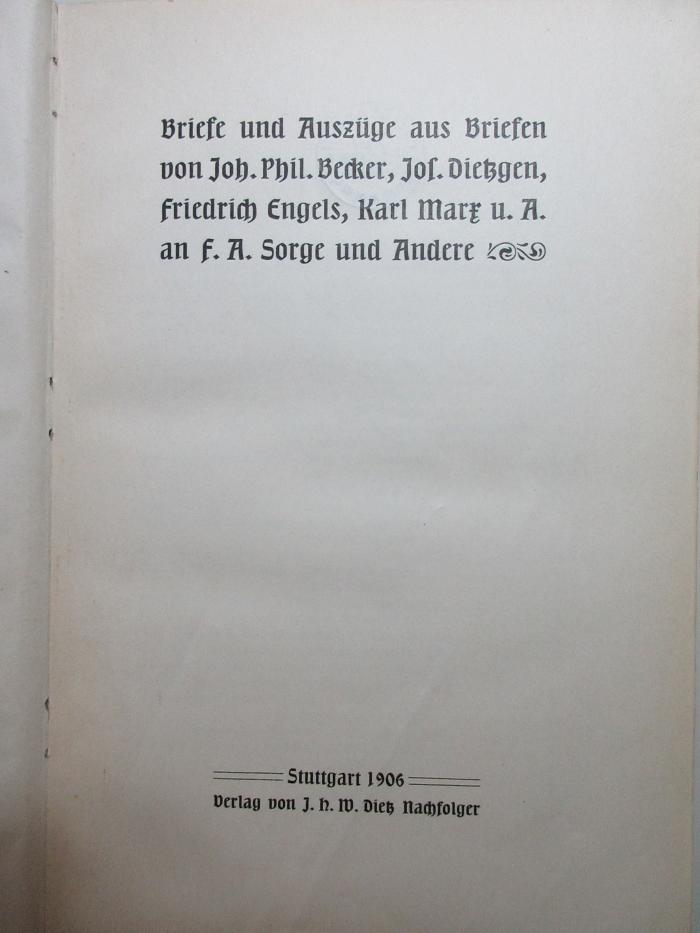 Briefe und Auszüge aus Briefen
von Joh. Phil. Becker, Jos. Dietzgen,
Friedrich Engels, Karl Marx u. A.
an F. A. Sorge und Andere
Stuttgart 1906
Verlag von J. H. W. Dietz Nachfolger